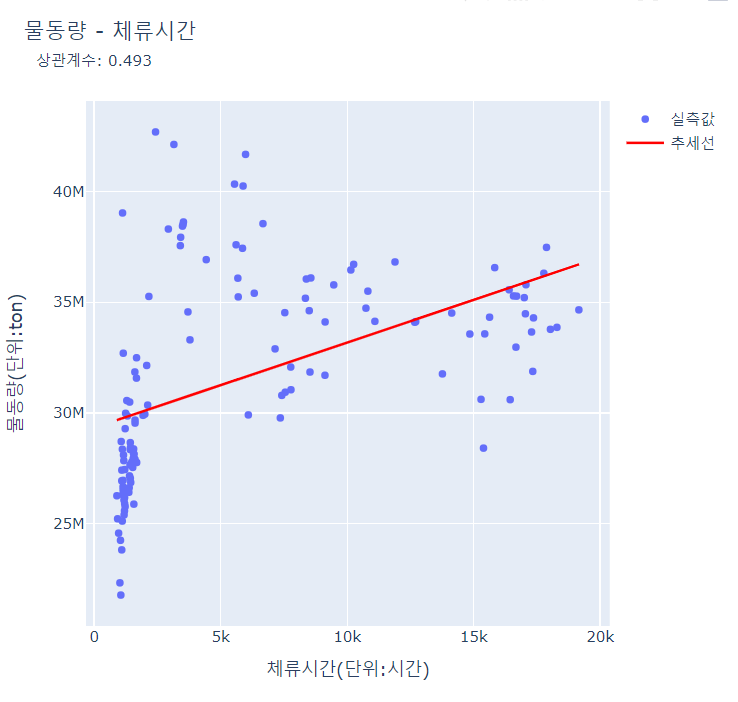 물동량 - 체류시간
상관계수: 0.493
실측값
추세선
40M
35M
30M
25M
물동량(단위:ton)
0
5k
10k
15k
20k
체류시간(단위:시간)